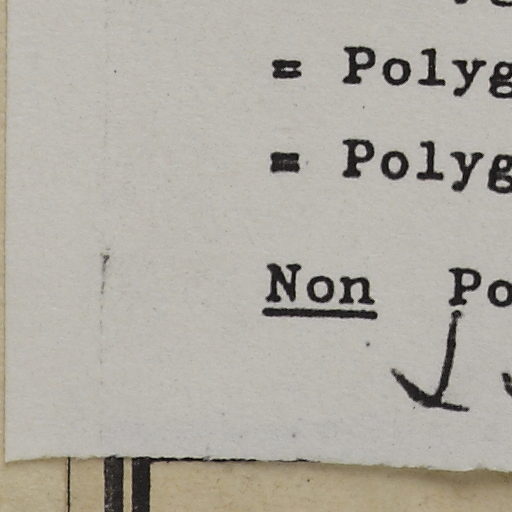 = Polyg
= Polyg
Non Po